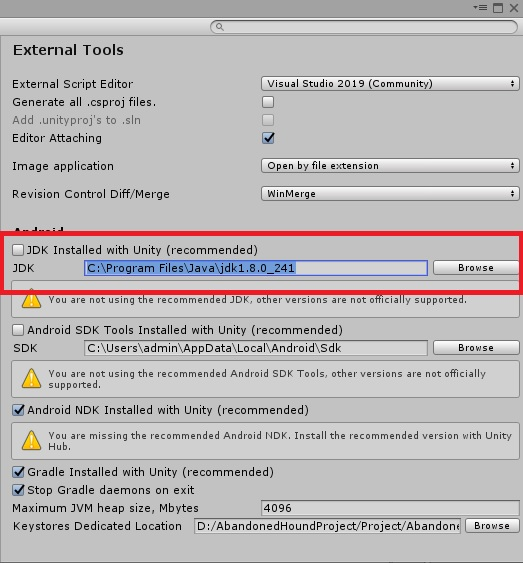 External Tools
External Script Editor Visual Studio 2019 (Community)
Generate all .csproj files.
Add .unityproj's to .sln
Editor Attaching
Image application Open by file extension
Revision Control Diff/Merge WinMerge
Android
JDK Installed with Unity (recommended)
JDK C:\Program Files\Java\jdk1.8.0_241 Browse
You are not using the recommended JDK, other versions are not officially supported.
Android SDK Tools Installed with Unity (recommended)
SDK C:\Users\admin\AppData\Local\Android\Sdk Browse
You are not using the recommended Android SDK Tools, other versions are not officially
supported.
Android NDK Installed with Unity (recommended)
You are missing the recommended Android NDK. Install the recommended version with Unity
Hub.
Gradle Installed with Unity (recommended)
Stop Gradle daemons on exit
Maximum JVM heap size, Mbytes 4096
Keystores Dedicated Location D:/AbandonedHoundProject/Project/Abandone Browse